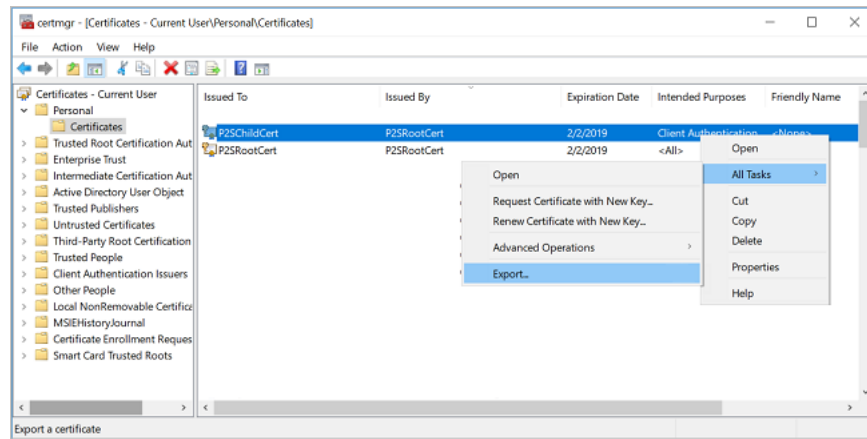 certmgr - [Certificates - Current User\Personal\Certificates]
File Action View Help
Certificates - Current User
Personal
Certificates
Trusted Root Certification Aut
Enterprise Trust
Intermediate Certification Aut
Active Directory User Object
Trusted Publishers
Untrusted Certificates
Third-Party Root Certification
Trusted People
Client Authentication Issuers
Other People
Local NonRemovable Certifica
MSIEHistoryJournal
Certificate Enrollment Reques
Smart Card Trusted Roots
Issued To Issued By Expiration Date Intended Purposes Friendly Name
P2SChildCert P2SRootCert 2/2/2019 Client Authentication <None>
P2SRootCert P2SRootCert 2/2/2019 <All>
Open
All Tasks
Cut
Copy
Delete
Properties
Help
Open
Request Certificate with New Key...
Renew Certificate with New Key...
Advanced Operations
Export...
Export a certificate